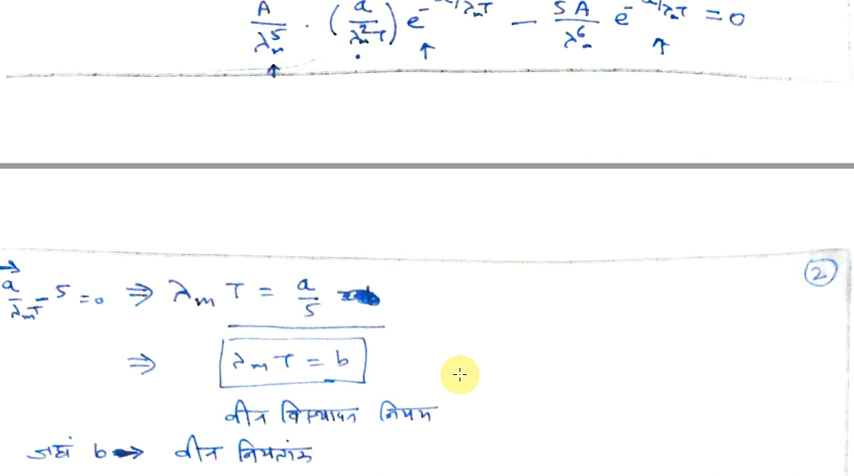 A/λₘ⁵ · (a/λₘ²T) e^(-a/λₘT) − 5A/λₘ⁶ e^(-a/λₘT) = 0
②
a/λₘT − 5 = 0 ⇒ λₘ T = a/5
⇒ λₘ T = b
वीन विस्थापन नियम
जहाँ b → वीन नियतांक